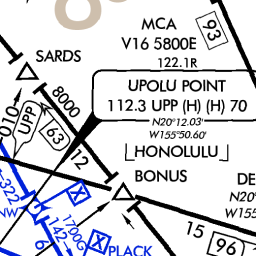 MCA
V16 5800E
93
SARDS
122.1R
UPOLU POINT
112.3 UPP (H) (H) 70
8000
N20°12.03'
W155°50.60'
010
UPP
63
HONOLULU
12
BONUS
DE
322
N20°
W155
NW
1700G
42
6
X
X
PLACK
15
96